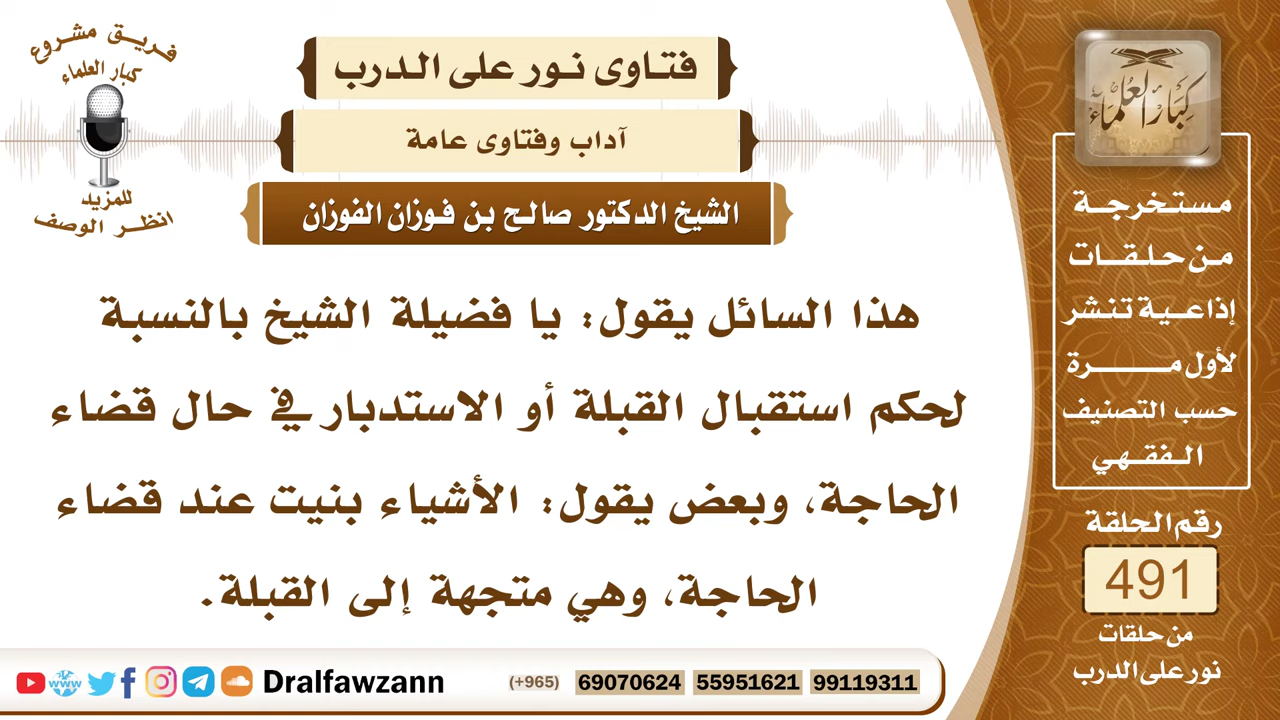 فريق مشروع
كبار العلماء
للمزيد
انظر الوصف
فتاوى نور على الدرب
آداب وفتاوى عامة
الشيخ الدكتور صالح بن فوزان الفوزان
هذا السائل يقول: يا فضيلة الشيخ بالنسبة
لحكم استقبال القبلة أو الاستدبار في حال قضاء
الحاجة، وبعض يقول: الأشياء بنيت عند قضاء
الحاجة، وهي متجهة إلى القبلة.
كبار العلماء
مستخرجة
من حلقات
إذاعية تنشر
لأول مرة
حسب التصنيف
الفقهي
رقم الحلقة
491
من حلقات
نور على الدرب
www Dralfawzann (+965) 69070624 55951621 99119311